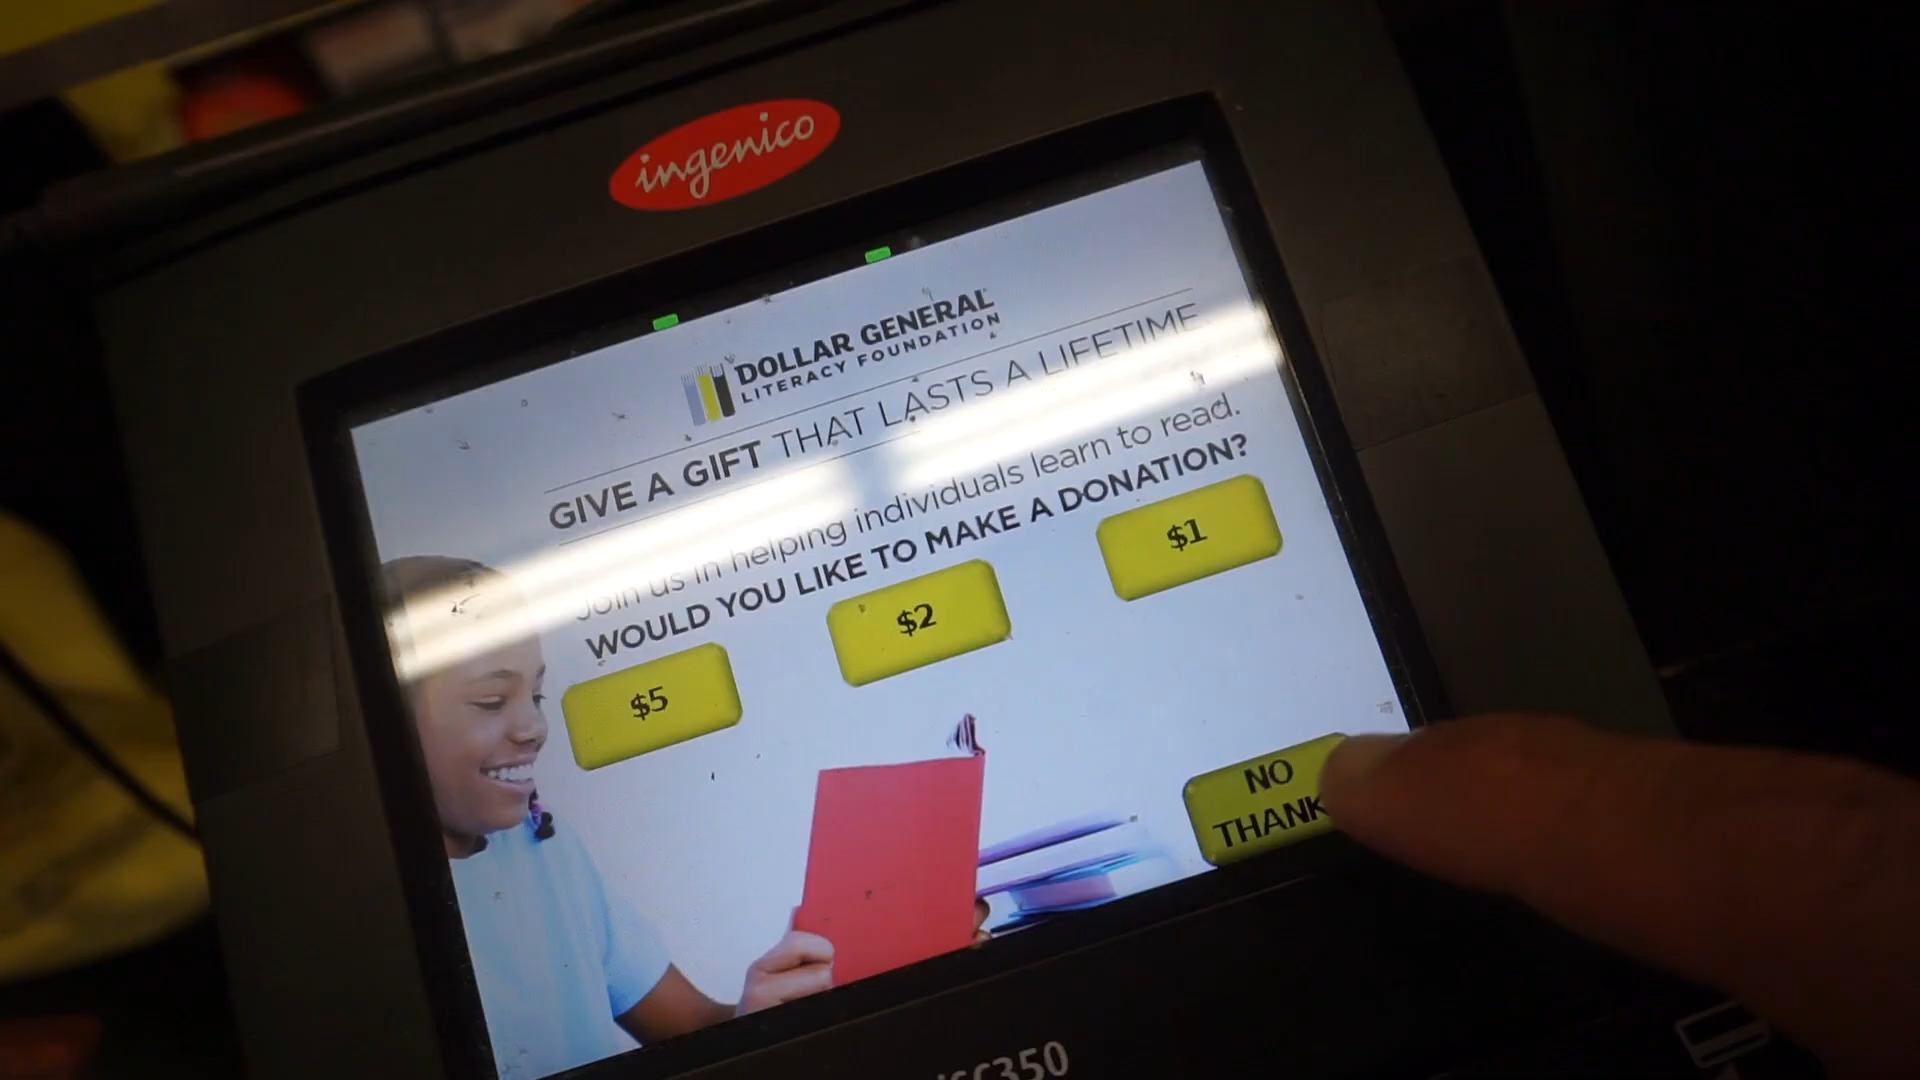 ingenico
DOLLAR GENERAL
LITERACY FOUNDATION
GIVE A GIFT THAT LASTS A LIFETIME
Join us in helping individuals learn to read.
WOULD YOU LIKE TO MAKE A DONATION?
$5
$2
$1
NO
THANK